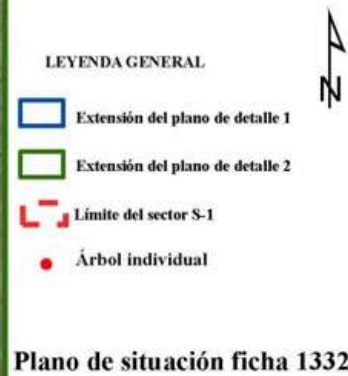 N
LEYENDA GENERAL
Extensión del plano de detalle 1
Extensión del plano de detalle 2
Límite del sector S-1
Árbol individual
Plano de situación ficha 1332